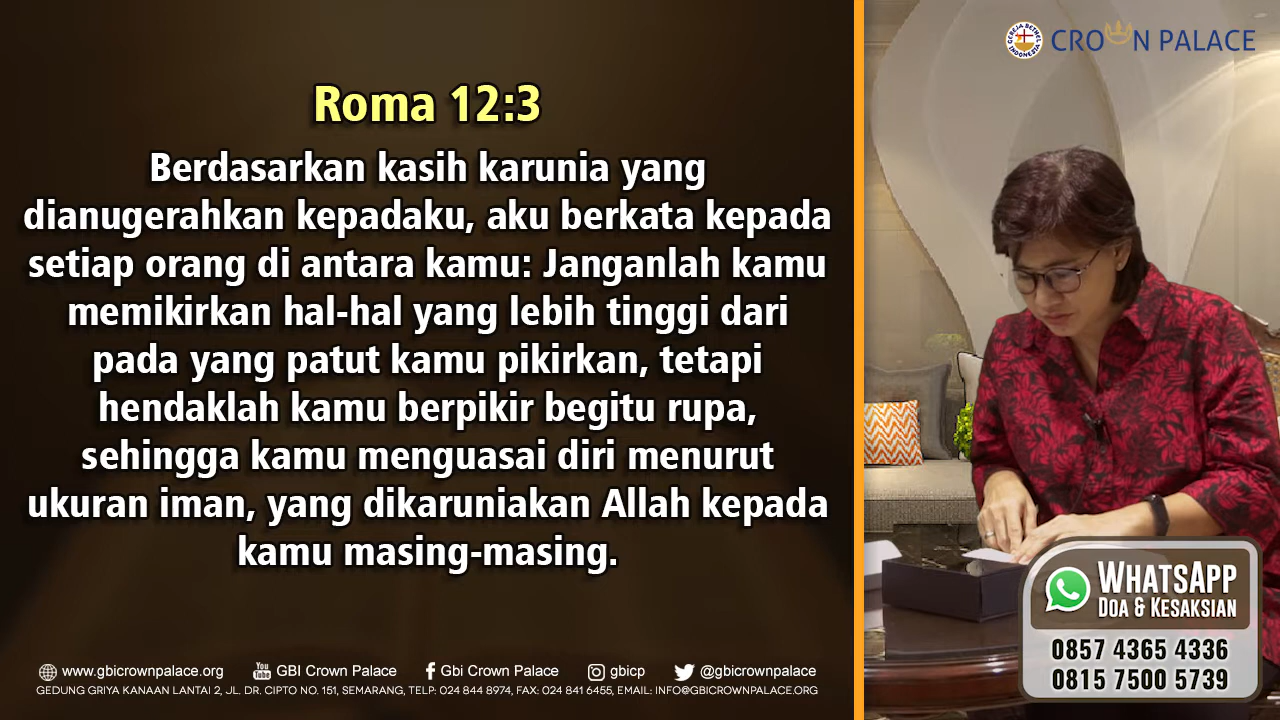 Roma 12:3
Berdasarkan kasih karunia yang
dianugerahkan kepadaku, aku berkata kepada
setiap orang di antara kamu: Janganlah kamu
memikirkan hal-hal yang lebih tinggi dari
pada yang patut kamu pikirkan, tetapi
hendaklah kamu berpikir begitu rupa,
sehingga kamu menguasai diri menurut
ukuran iman, yang dikaruniakan Allah kepada
kamu masing-masing.
www.gbicrownpalace.org You Tube GBI Crown Palace f Gbi Crown Palace gbicp @gbicrownpalace
GEDUNG GRIYA KANAAN LANTAI 2, JL. DR. CIPTO NO. 151, SEMARANG, TELP: 024 844 8974, FAX: 024 841 6455, EMAIL: INFO@GBICROWNPALACE.ORG
GEREJA BETHEL INDONESIA
CROWN PALACE
WHATSAPP
DOA & KESAKSIAN
0857 4365 4336
0815 7500 5739